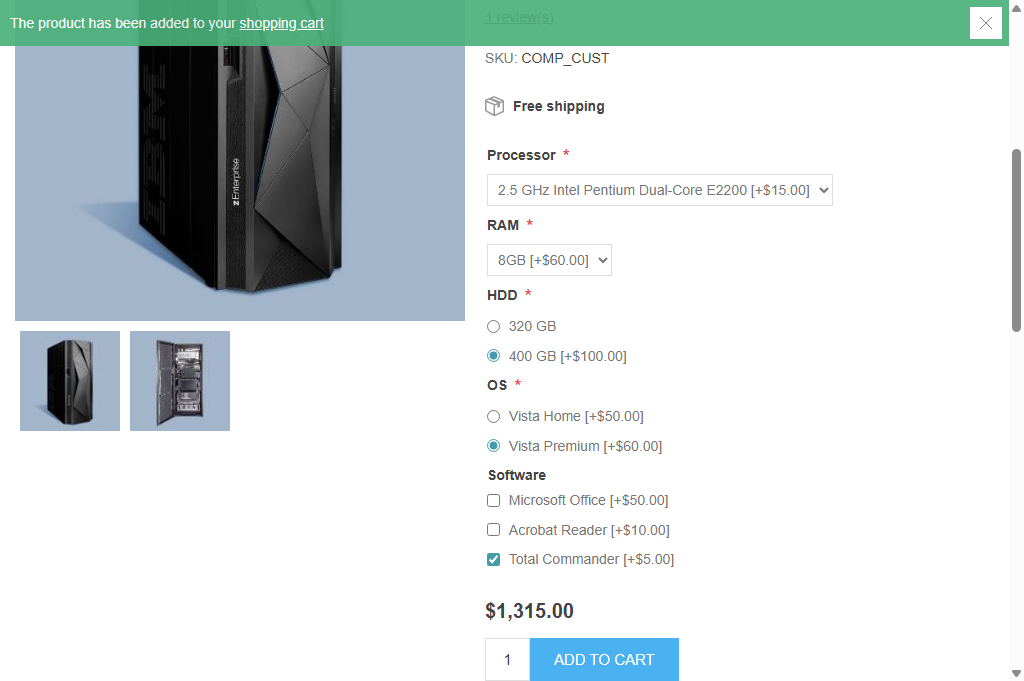 The product has been added to your shopping cart
1 review(s)
SKU: COMP_CUST
Free shipping
Processor *
2.5 GHz Intel Pentium Dual-Core E2200 [+$15.00]
RAM *
8GB [+$60.00]
HDD *
320 GB
400 GB [+$100.00]
OS *
Vista Home [+$50.00]
Vista Premium [+$60.00]
Software
Microsoft Office [+$50.00]
Acrobat Reader [+$10.00]
Total Commander [+$5.00]
$1,315.00
1 ADD TO CART
IBM
zEnterprise